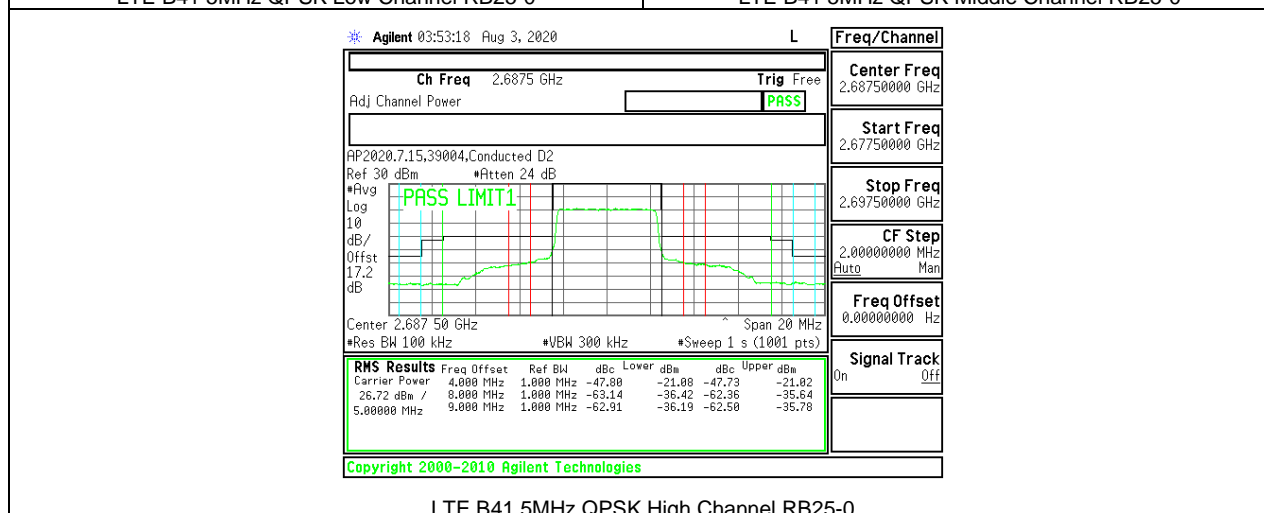 LTE B41 5MHz QPSK Low Channel RB25-0 LTE B41 5MHz QPSK Middle Channel RB25-0
Agilent 03:53:18 Aug 3, 2020 L Freq/Channel
Ch Freq 2.6875 GHz Trig Free
Adj Channel Power PASS
Center Freq
2.68750000 GHz
Start Freq
2.67750000 GHz
Stop Freq
2.69750000 GHz
CF Step
2.00000000 MHz
Auto Man
Freq Offset
0.00000000 Hz
Signal Track
On Off
AP2020.7.15,39004,Conducted D2
Ref 30 dBm #Atten 24 dB
#Avg
Log
10
dB/
Offst
17.2
dB
PASS LIMIT1
Center 2.687 50 GHz ^ Span 20 MHz
#Res BW 100 kHz #VBW 300 kHz #Sweep 1 s (1001 pts)
RMS Results Freq Offset Ref BW dBc Lower dBm dBc Upper dBm
Carrier Power 4.000 MHz 1.000 MHz -47.80 -21.08 -47.73 -21.02
26.72 dBm / 8.000 MHz 1.000 MHz -63.14 -36.42 -62.36 -35.64
5.00000 MHz 9.000 MHz 1.000 MHz -62.91 -36.19 -62.50 -35.78
Copyright 2000-2010 Agilent Technologies
LTE B41 5MHz QPSK High Channel RB25-0